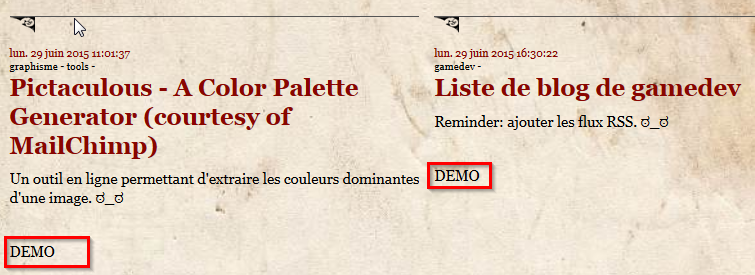 lun. 29 juin 2015 11:01:37
graphisme - tools -
Pictaculous - A Color Palette
Generator (courtesy of
MailChimp)
Un outil en ligne permettant d'extraire les couleurs dominantes
d'une image. ಠ_ಠ
DEMO
lun. 29 juin 2015 16:30:22
gamedev -
Liste de blog de gamedev
Reminder: ajouter les flux RSS. ಠ_ಠ
DEMO